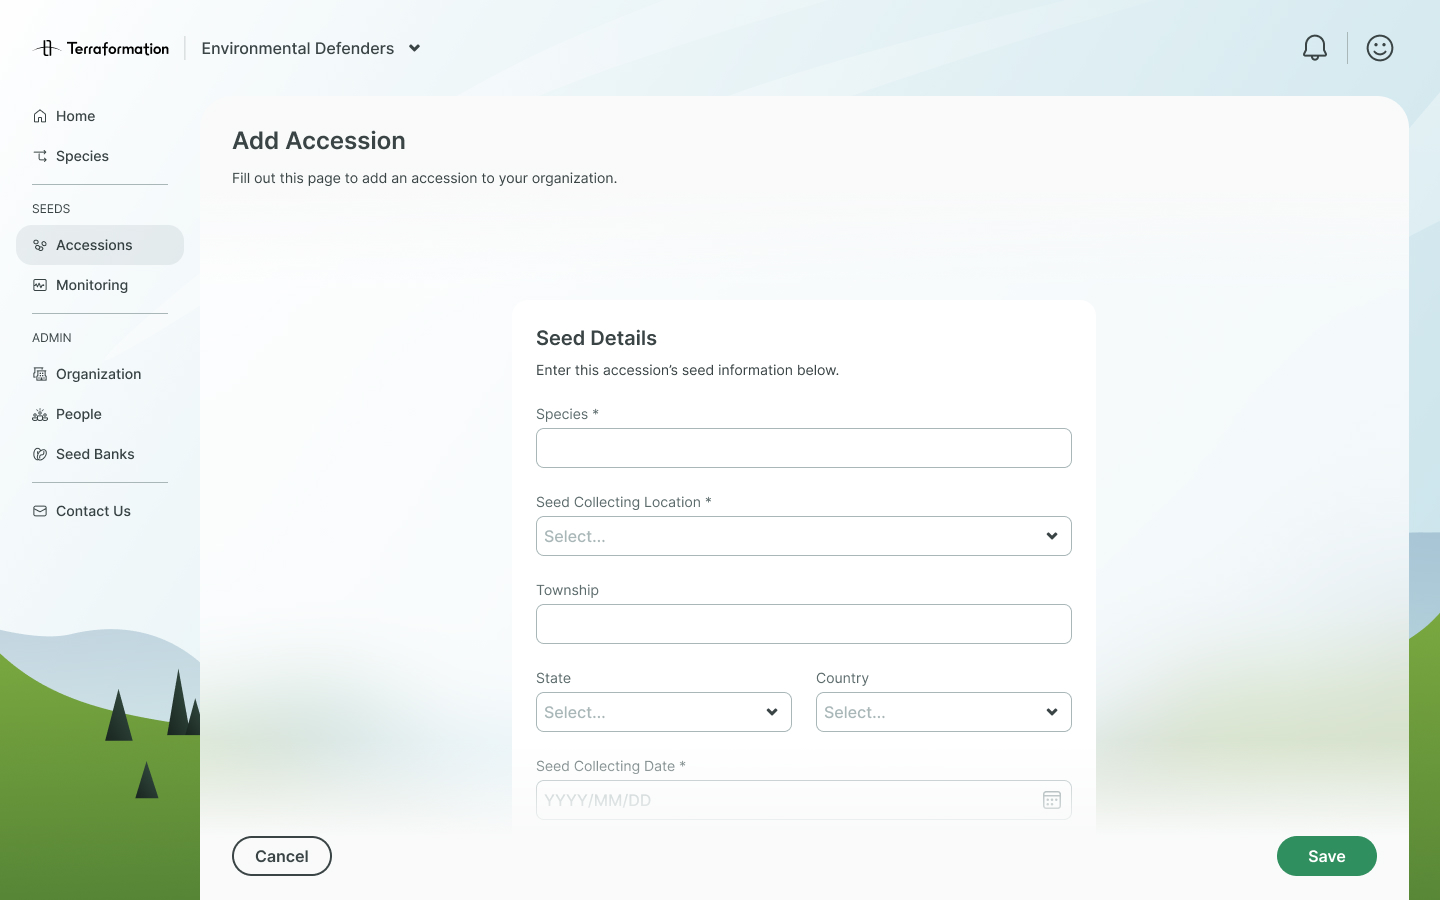 Terraformation
Environmental Defenders
Home
Species
SEEDS
Accessions
Monitoring
ADMIN
Organization
People
Seed Banks
Contact Us
Add Accession
Fill out this page to add an accession to your organization.
Seed Details
Enter this accession’s seed information below.
Species *
Seed Collecting Location *
Select...
Township
State
Country
Select...
Select...
Seed Collecting Date *
YYYY/MM/DD
Cancel
Save